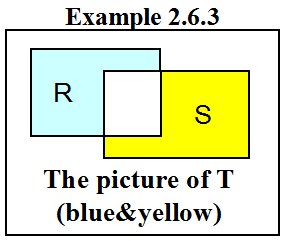 Example 2.6.3
R
S
The picture of T
(blue&yellow)